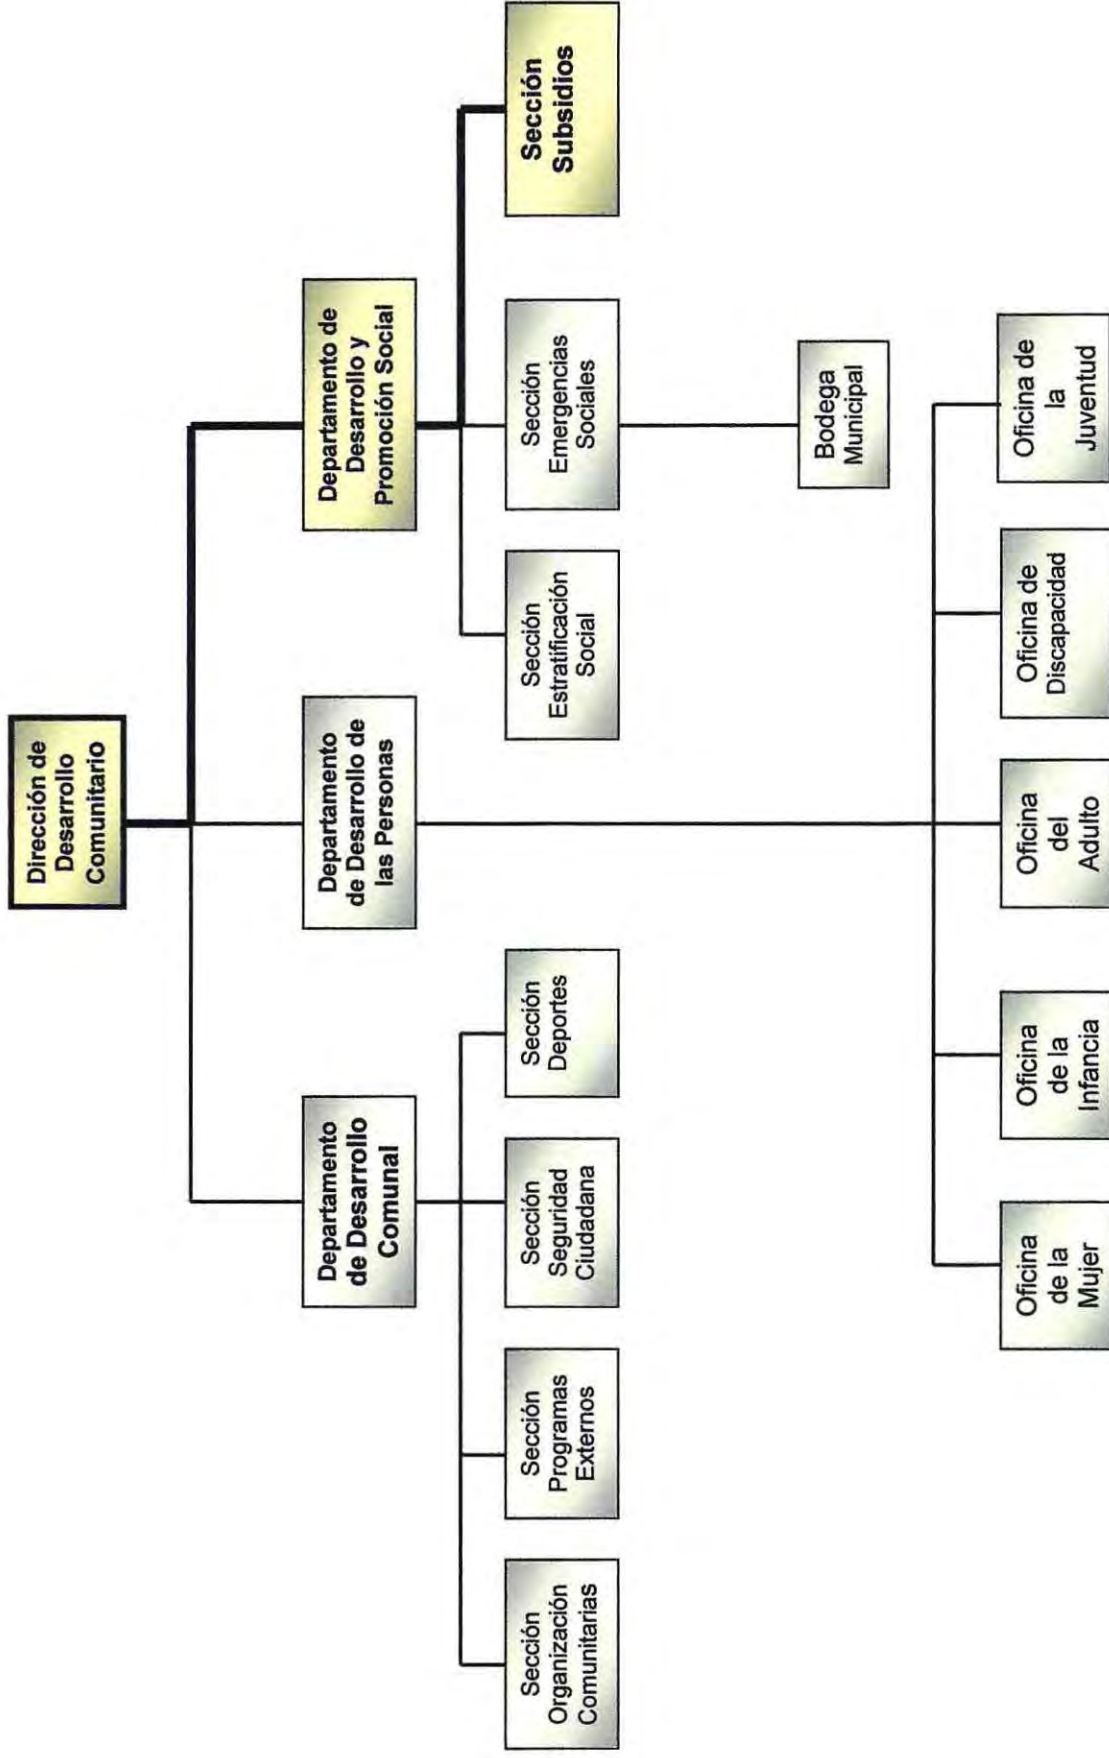 Dirección de
Desarrollo
Comunitario
Departamento
de Desarrollo
Comunal
Departamento
de Desarrollo de
las Personas
Departamento de
Desarrollo y
Promoción Social
Sección
Organización
Comunitarias
Sección
Programas
Externos
Sección
Seguridad
Ciudadana
Sección
Deportes
Sección
Estratificación
Social
Sección
Emergencias
Sociales
Sección
Subsidios
Bodega
Municipal
Oficina
de la
Mujer
Oficina
de la
Infancia
Oficina
del
Adulto
Oficina de
Discapacidad
Oficina de
la
Juventud